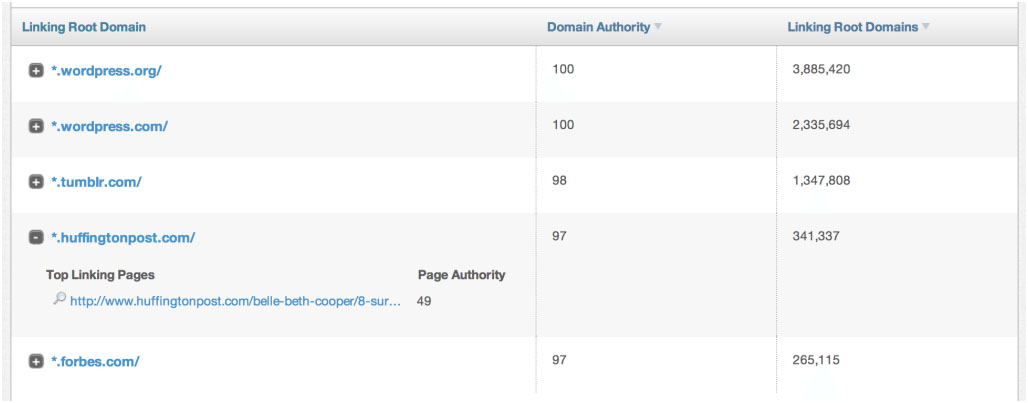 Linking Root Domain Domain Authority Linking Root Domains
*.wordpress.org/ 100 3,885,420
*.wordpress.com/ 100 2,335,694
*.tumblr.com/ 98 1,347,808
*.huffingtonpost.com/ 97 341,337
Top Linking Pages Page Authority
http://www.huffingtonpost.com/belle-beth-cooper/8-sur... 49
*.forbes.com/ 97 265,115